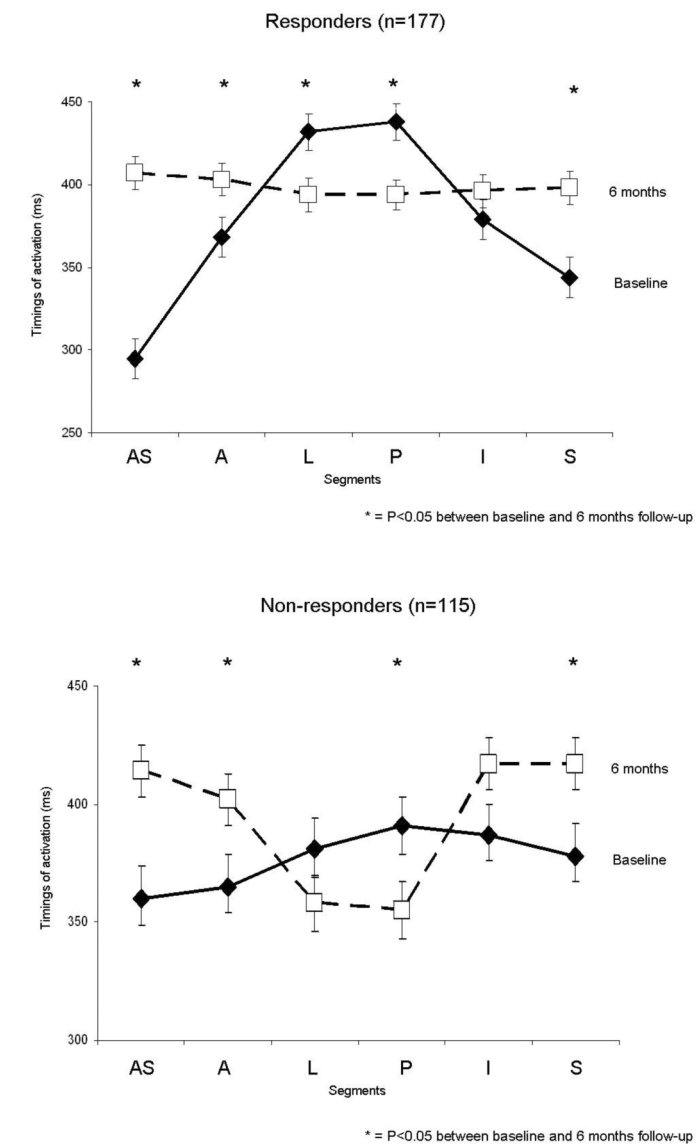 Responders (n=177)
* * * * *
450
400
350
300
250
Timings of activation (ms)
6 months
Baseline
AS A L P I S
Segments
* = P<0.05 between baseline and 6 months follow-up
Non-responders (n=115)
* * * *
450
400
350
300
Timings of activation (ms)
6 months
Baseline
AS A L P I S
Segments
* = P<0.05 between baseline and 6 months follow-up